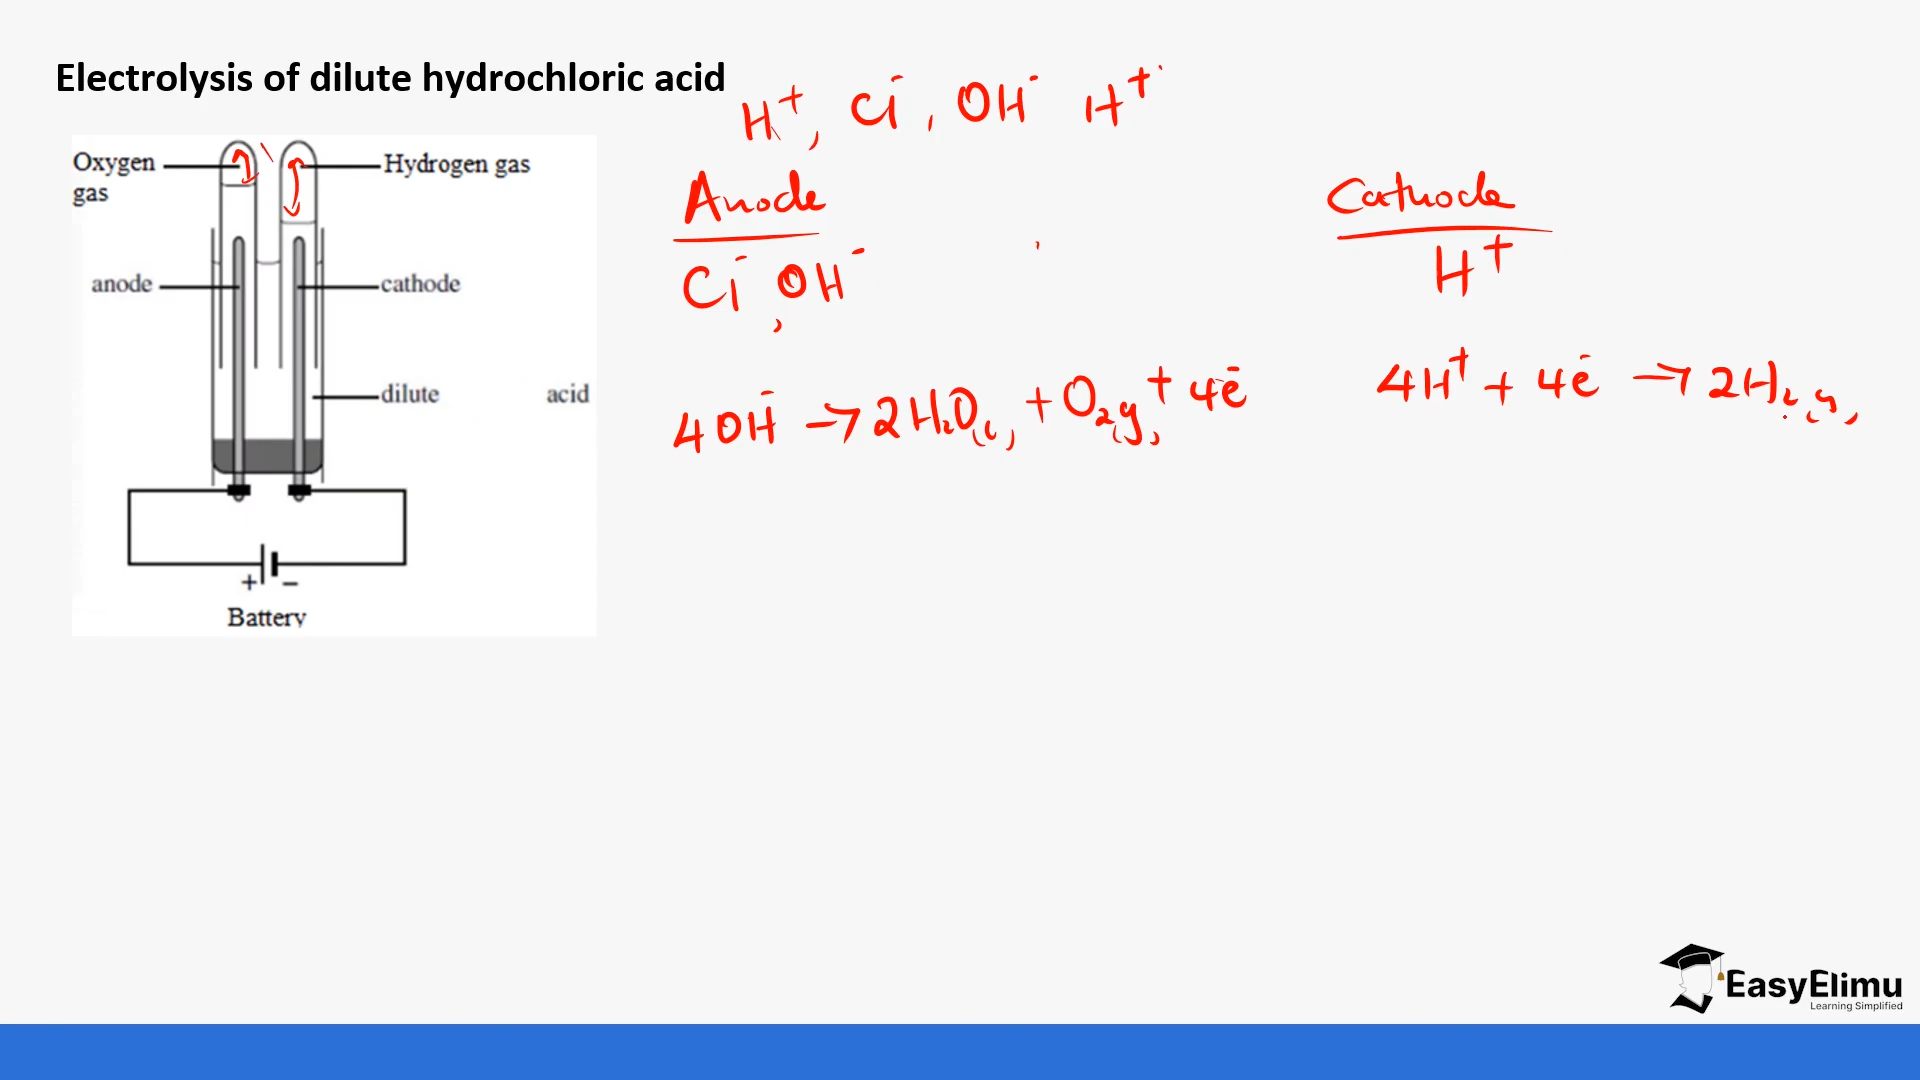 Electrolysis of dilute hydrochloric acid
H⁺, Cl⁻, OH⁻ H⁺
Oxygen gas
Hydrogen gas
anode
cathode
dilute acid
+ −
Battery
Anode
Cl⁻, OH⁻
4OH⁻ → 2H₂O(l) + O₂(g) + 4e⁻
Cathode
H⁺
4H⁺ + 4e⁻ → 2H₂(g)
EasyElimu
Learning Simplified